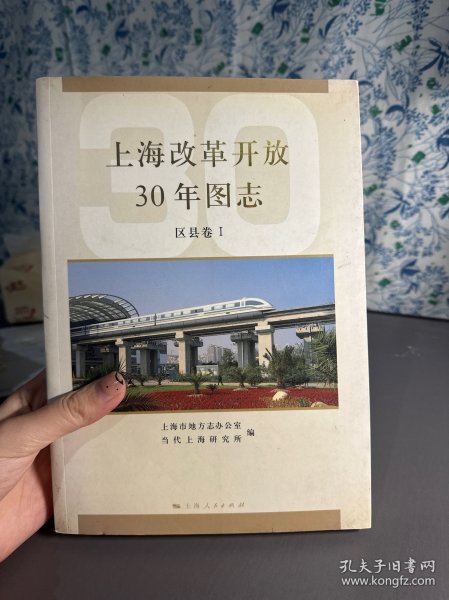 30
上海改革开放
30年图志
区县卷 I
上海市地方志办公室
当代上海研究所
编
上海人民出版社
孔夫子旧书网
www.kongfz.com